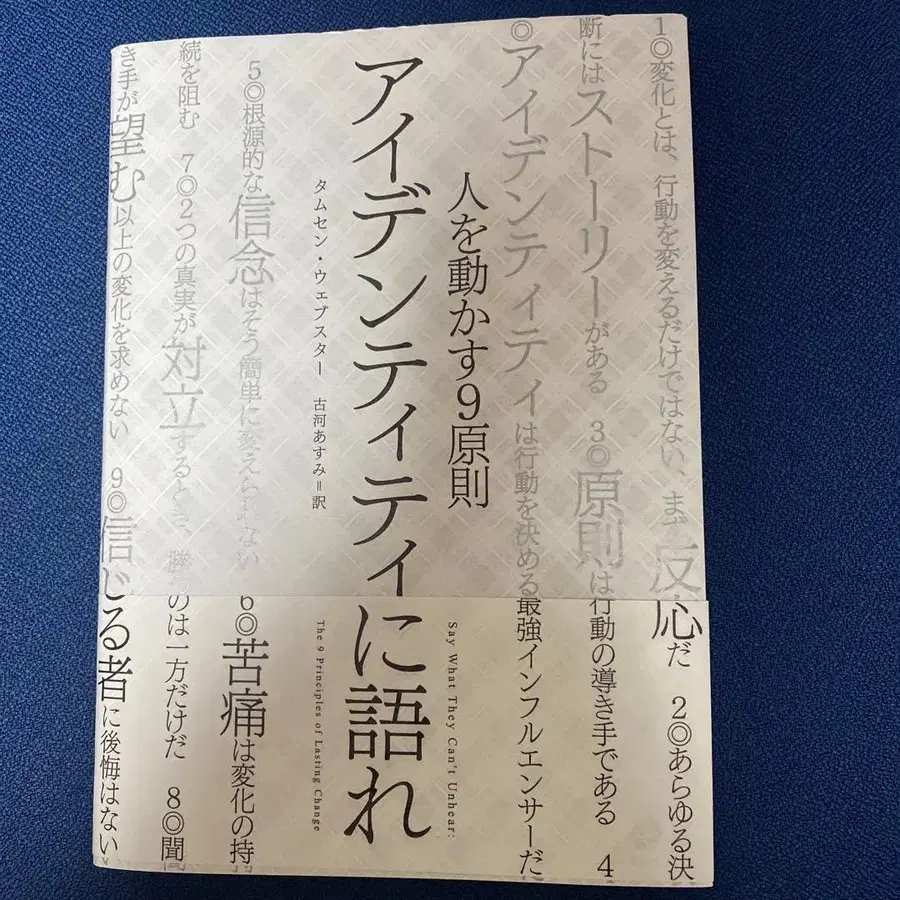 1◎変化とは、行動を変えるだけではない、まず反応だ 2◎あらゆる決
断にはストーリーがある 3◎原則は行動の導き手である 4
◎アイデンティティは行動を決める最強インフルエンサーだ
人を動かす9原則
Say What They Can't Unhear:
アイデンティティに語れ
タムセン・ウェブスター 古河あすみ=訳
The 9 Principles of Lasting Change
5◎根源的な信念はそう簡単に変えられない 6◎苦痛は変化の持
続を阻む 7◎2つの真実が対立するとき、勝つのは一方だけだ 8◎聞
き手が望む以上の変化を求めない 9◎信じる者に後悔はない